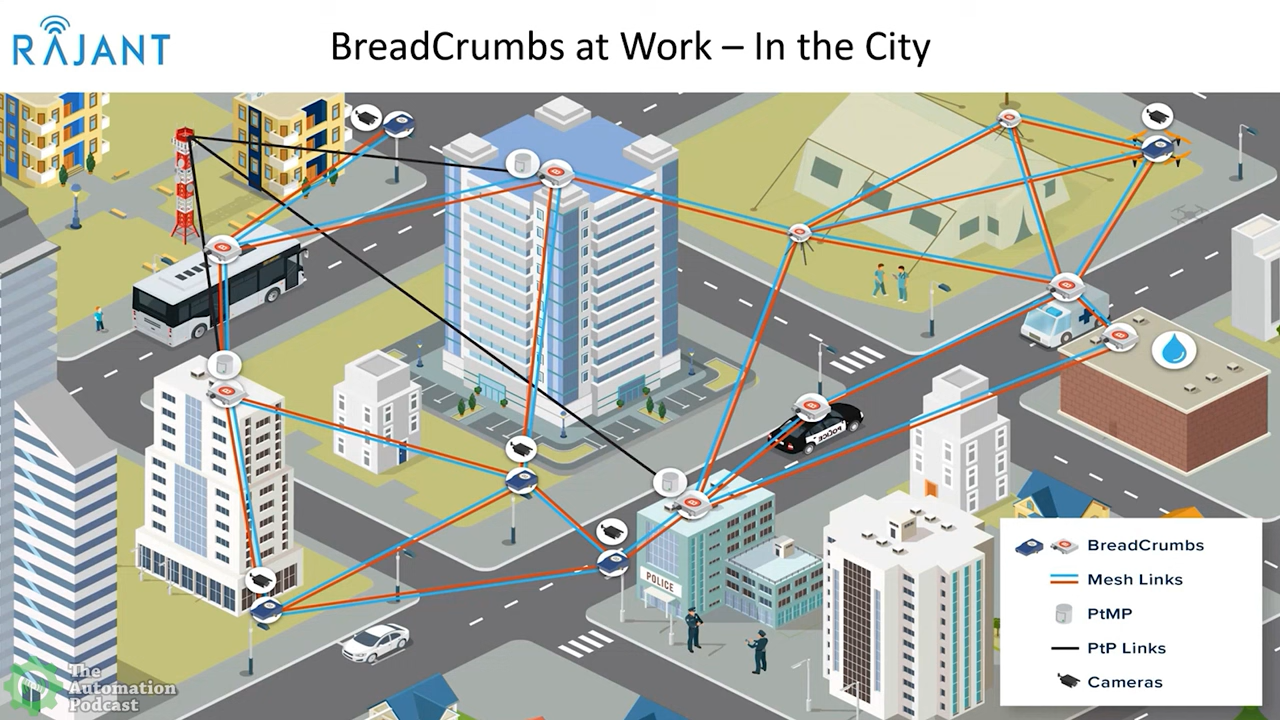 RAJANT
BreadCrumbs at Work – In the City
POLICE
POLICE
BreadCrumbs
Mesh Links
PtMP
PtP Links
Cameras
The
Automation
Podcast